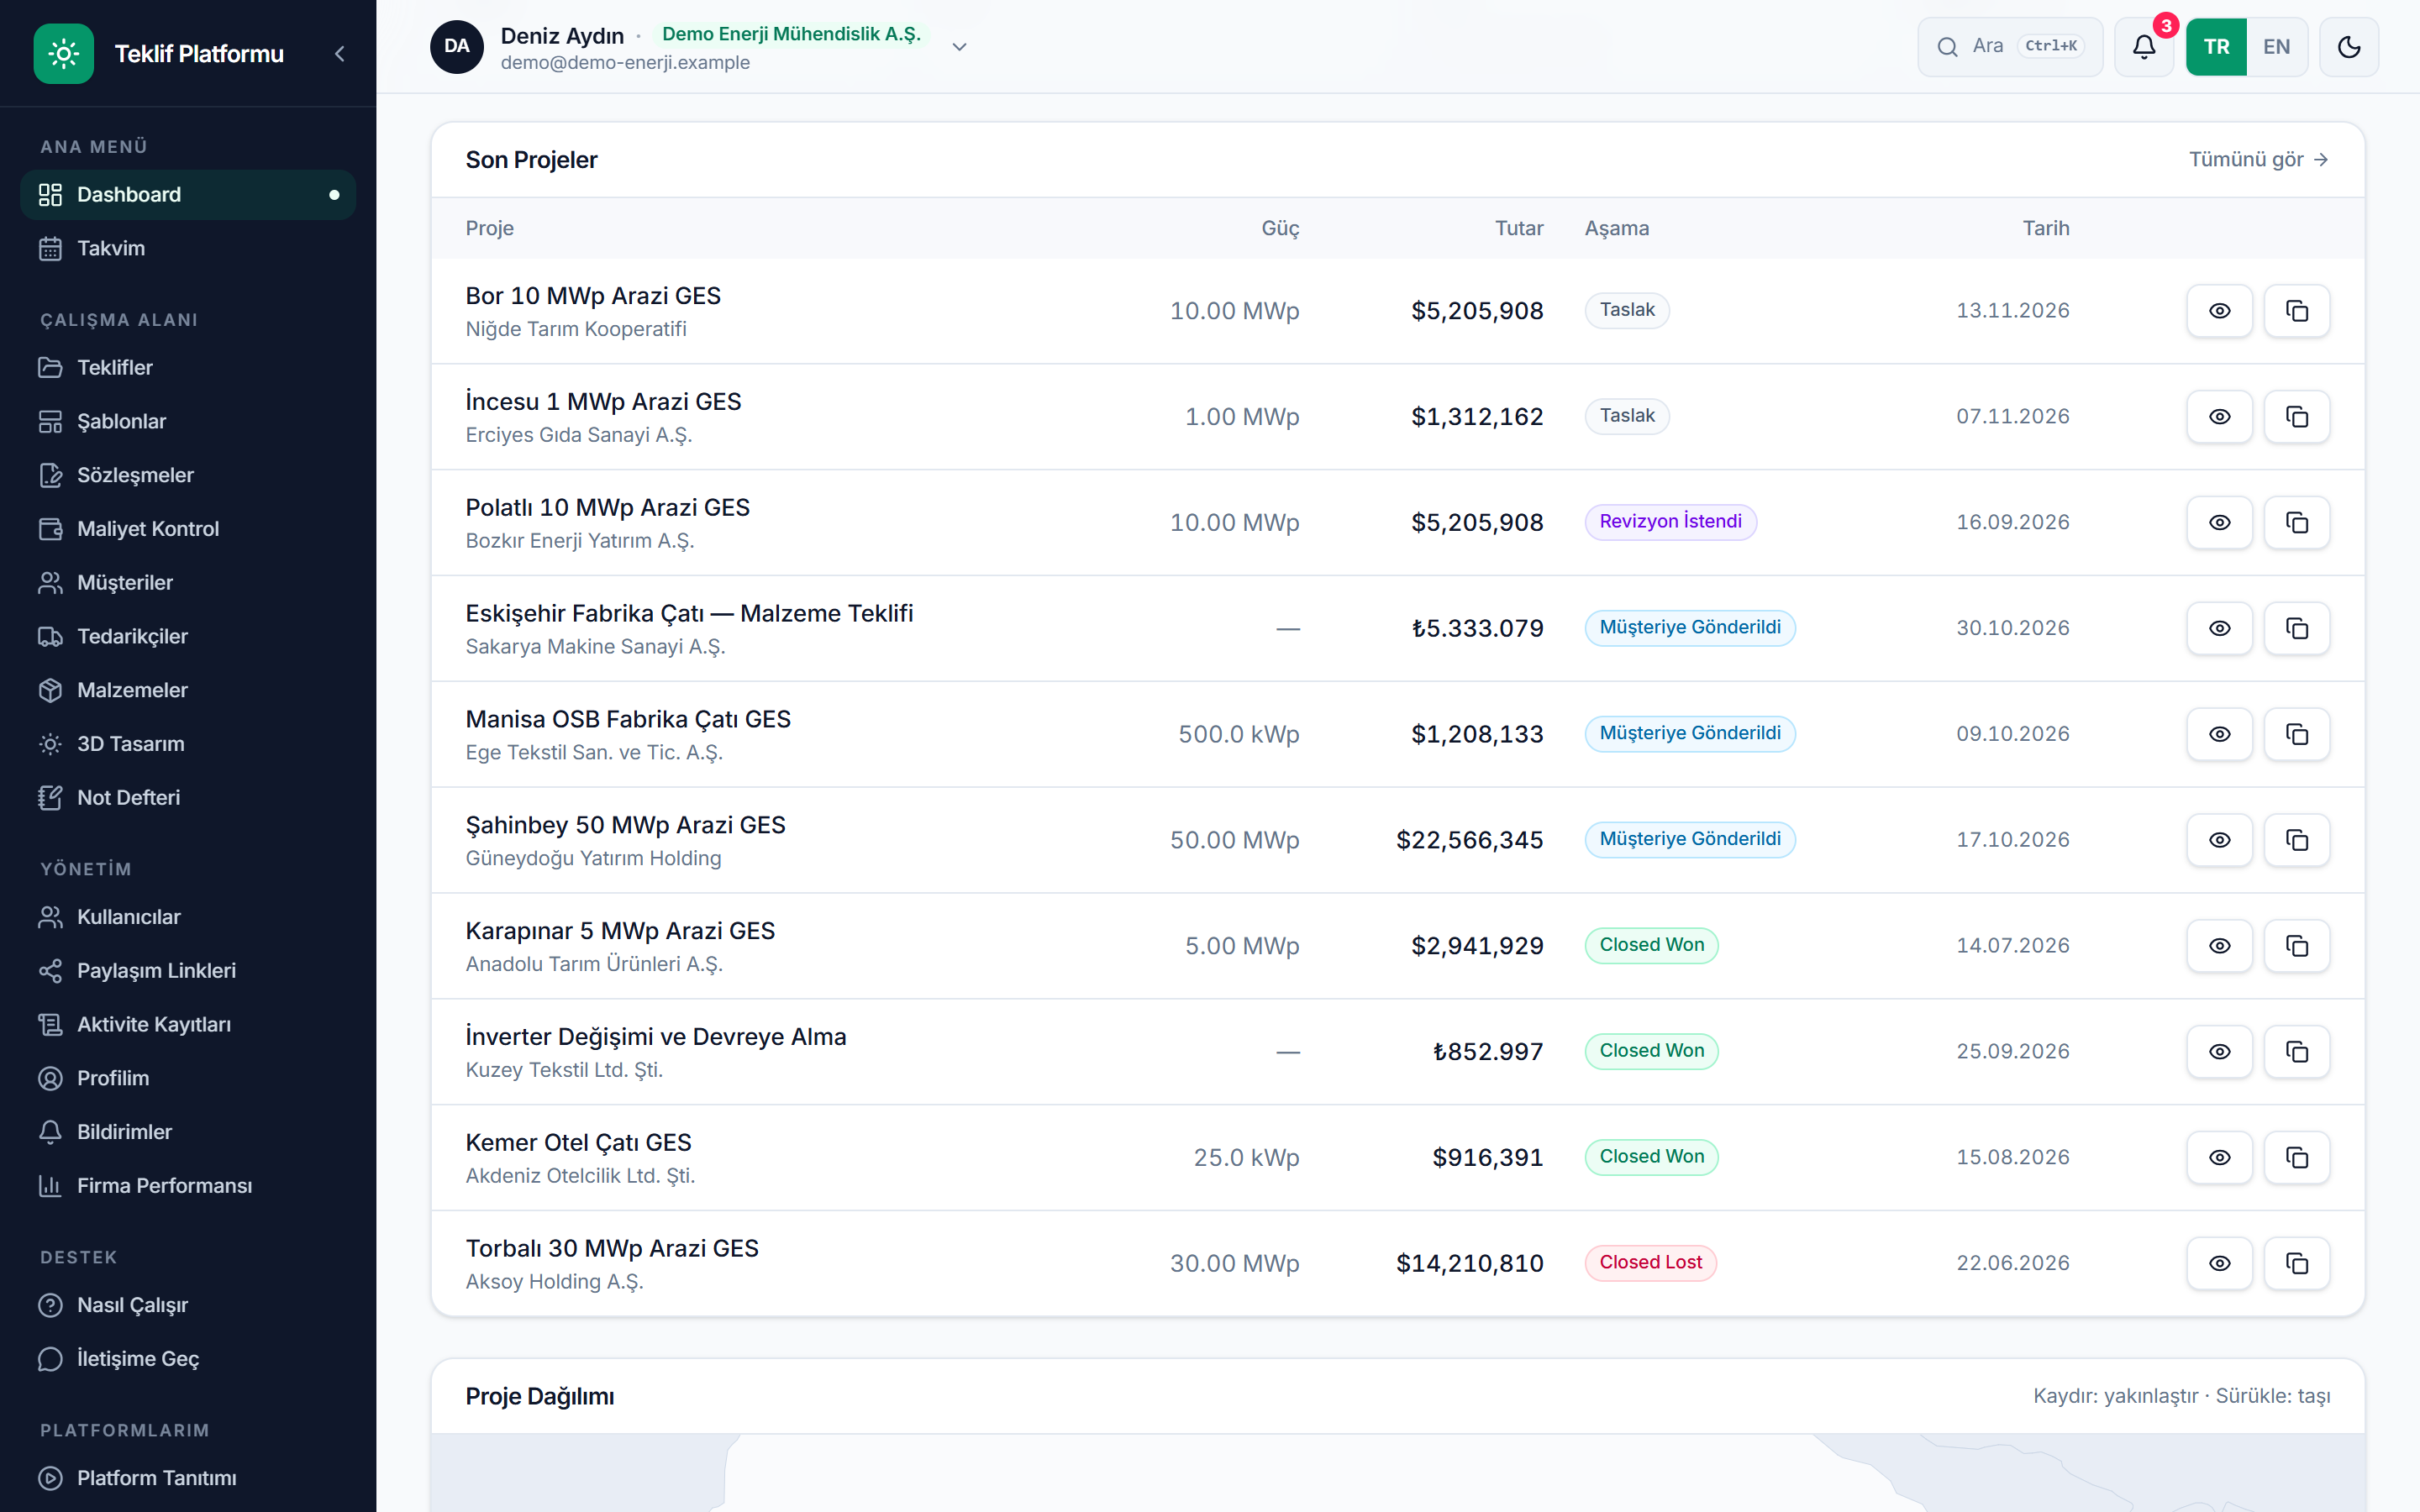 Teklif Platformu
ANA MENÜ
Dashboard
Takvim
ÇALIŞMA ALANI
Teklifler
Şablonlar
Sözleşmeler
Maliyet Kontrol
Müşteriler
Tedarikçiler
Malzemeler
3D Tasarım
Not Defteri
YÖNETİM
Kullanıcılar
Paylaşım Linkleri
Aktivite Kayıtları
Profilim
Bildirimler
Firma Performansı
DESTEK
Nasıl Çalışır
İletişime Geç
PLATFORMLARIM
Platform Tanıtımı
DA
Deniz Aydın · Demo Enerji Mühendislik A.Ş.
demo@demo-enerji.example
Ara Ctrl+K
3
TR EN
Son Projeler
Tümünü gör →
Proje Güç Tutar Aşama Tarih
Bor 10 MWp Arazi GES
Niğde Tarım Kooperatifi
10.00 MWp $5,205,908 Taslak 13.11.2026
İncesu 1 MWp Arazi GES
Erciyes Gıda Sanayi A.Ş.
1.00 MWp $1,312,162 Taslak 07.11.2026
Polatlı 10 MWp Arazi GES
Bozkır Enerji Yatırım A.Ş.
10.00 MWp $5,205,908 Revizyon İstendi 16.09.2026
Eskişehir Fabrika Çatı — Malzeme Teklifi
Sakarya Makine Sanayi A.Ş.
— ₺5.333.079 Müşteriye Gönderildi 30.10.2026
Manisa OSB Fabrika Çatı GES
Ege Tekstil San. ve Tic. A.Ş.
500.0 kWp $1,208,133 Müşteriye Gönderildi 09.10.2026
Şahinbey 50 MWp Arazi GES
Güneydoğu Yatırım Holding
50.00 MWp $22,566,345 Müşteriye Gönderildi 17.10.2026
Karapınar 5 MWp Arazi GES
Anadolu Tarım Ürünleri A.Ş.
5.00 MWp $2,941,929 Closed Won 14.07.2026
İnverter Değişimi ve Devreye Alma
Kuzey Tekstil Ltd. Şti.
— ₺852.997 Closed Won 25.09.2026
Kemer Otel Çatı GES
Akdeniz Otelcilik Ltd. Şti.
25.0 kWp $916,391 Closed Won 15.08.2026
Torbalı 30 MWp Arazi GES
Aksoy Holding A.Ş.
30.00 MWp $14,210,810 Closed Lost 22.06.2026
Proje Dağılımı
Kaydır: yakınlaştır · Sürükle: taşı